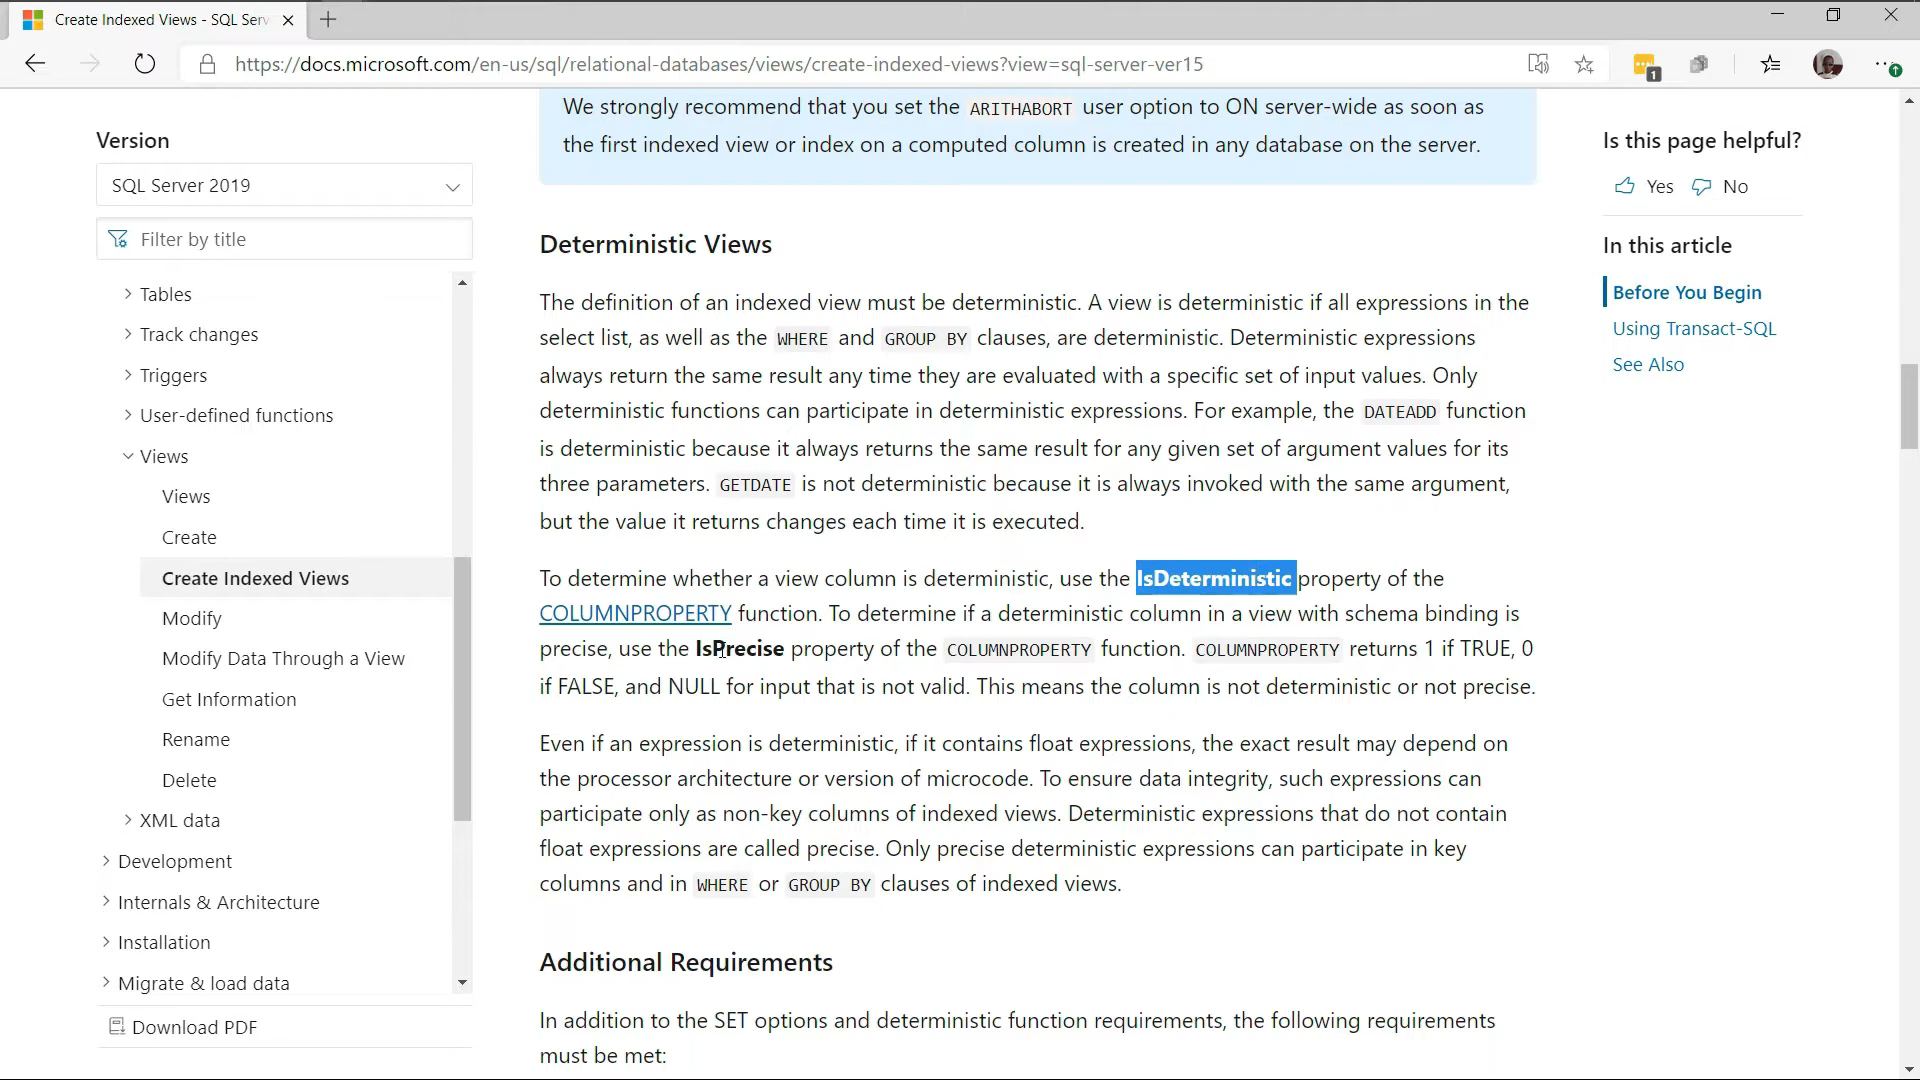 Create Indexed Views - SQL Serv
https://docs.microsoft.com/en-us/sql/relational-databases/views/create-indexed-views?view=sql-server-ver15
1
Version
SQL Server 2019
Filter by title
Tables
Track changes
Triggers
User-defined functions
Views
Views
Create
Create Indexed Views
Modify
Modify Data Through a View
Get Information
Rename
Delete
XML data
Development
Internals & Architecture
Installation
Migrate & load data
Download PDF
We strongly recommend that you set the ARITHABORT user option to ON server-wide as soon as
the first indexed view or index on a computed column is created in any database on the server.
Deterministic Views
The definition of an indexed view must be deterministic. A view is deterministic if all expressions in the
select list, as well as the WHERE and GROUP BY clauses, are deterministic. Deterministic expressions
always return the same result any time they are evaluated with a specific set of input values. Only
deterministic functions can participate in deterministic expressions. For example, the DATEADD function
is deterministic because it always returns the same result for any given set of argument values for its
three parameters. GETDATE is not deterministic because it is always invoked with the same argument,
but the value it returns changes each time it is executed.
To determine whether a view column is deterministic, use the IsDeterministic property of the
COLUMNPROPERTY function. To determine if a deterministic column in a view with schema binding is
precise, use the IsPrecise property of the COLUMNPROPERTY function. COLUMNPROPERTY returns 1 if TRUE, 0
if FALSE, and NULL for input that is not valid. This means the column is not deterministic or not precise.
Even if an expression is deterministic, if it contains float expressions, the exact result may depend on
the processor architecture or version of microcode. To ensure data integrity, such expressions can
participate only as non-key columns of indexed views. Deterministic expressions that do not contain
float expressions are called precise. Only precise deterministic expressions can participate in key
columns and in WHERE or GROUP BY clauses of indexed views.
Additional Requirements
In addition to the SET options and deterministic function requirements, the following requirements
must be met:
Is this page helpful?
Yes No
In this article
Before You Begin
Using Transact-SQL
See Also